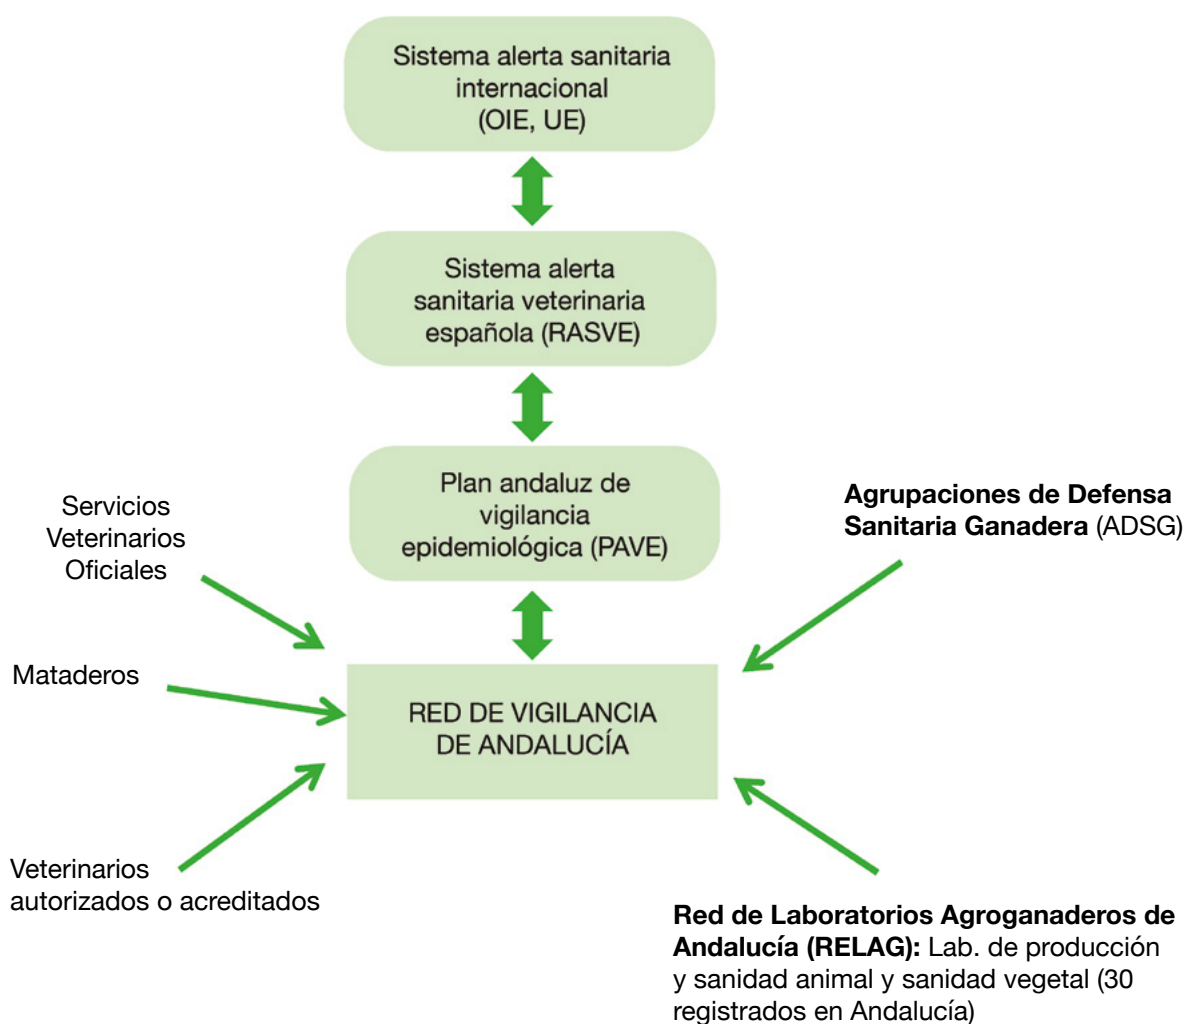 Sistema alerta sanitaria
internacional
(OIE, UE)
Sistema alerta
sanitaria veterinaria
española (RASVE)
Plan andaluz de
vigilancia
epidemiológica (PAVE)
Servicios
Veterinarios
Oficiales
Agrupaciones de Defensa
Sanitaria Ganadera (ADSG)
Mataderos
RED DE VIGILANCIA
DE ANDALUCÍA
Veterinarios
autorizados o acreditados
Red de Laboratorios Agroganaderos de
Andalucía (RELAG): Lab. de producción
y sanidad animal y sanidad vegetal (30
registrados en Andalucía)